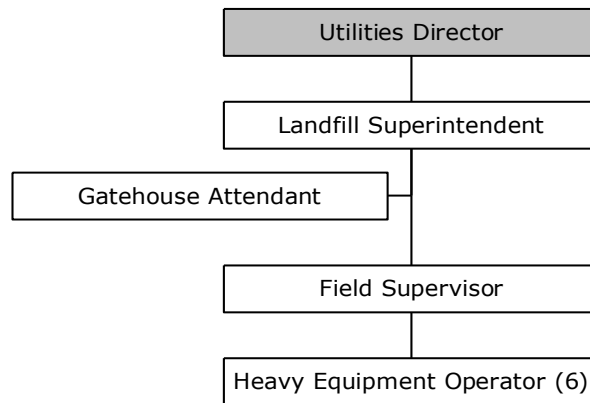 Utilities Director
Landfill Superintendent
Gatehouse Attendant
Field Supervisor
Heavy Equipment Operator (6)